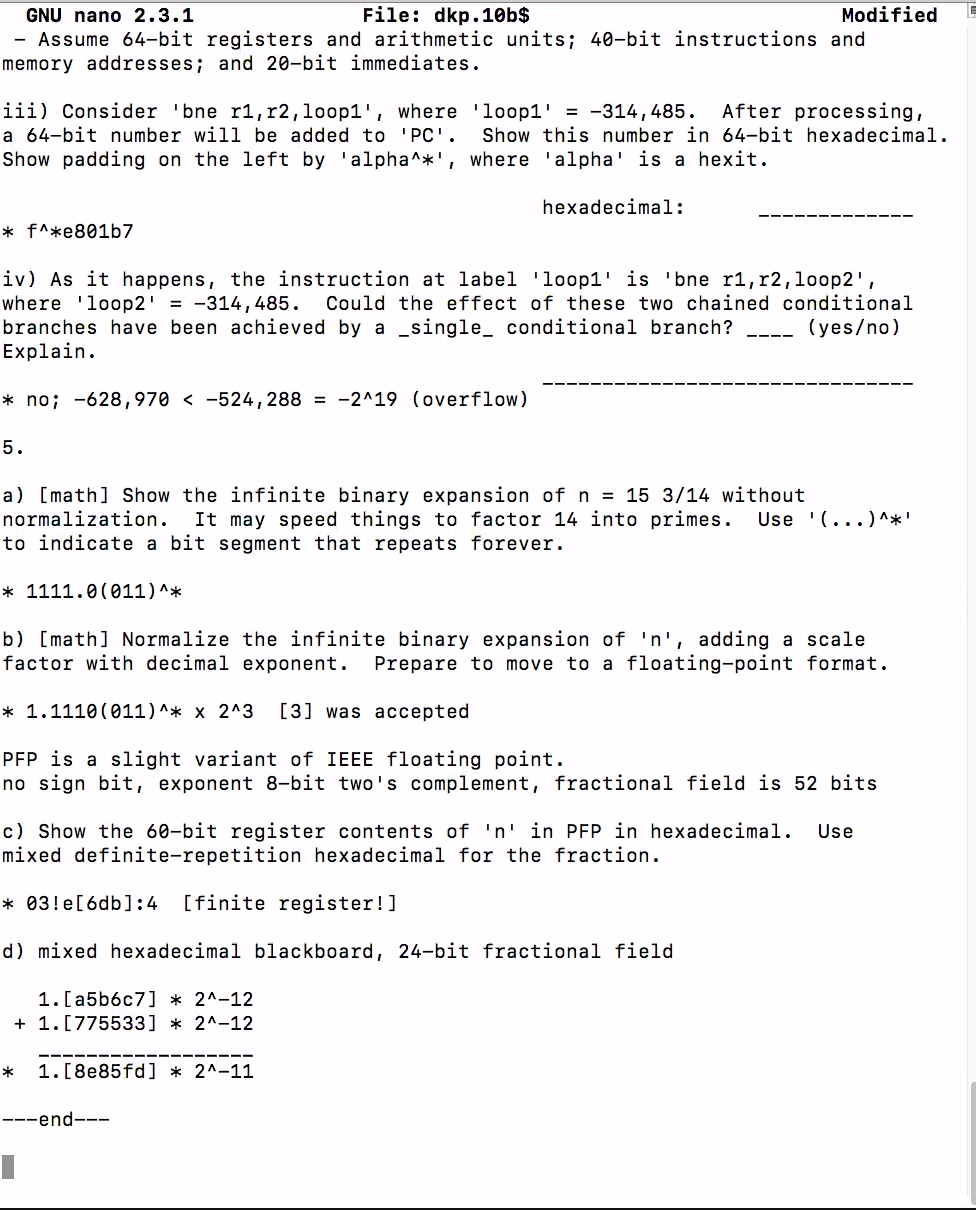 GNU nano 2.3.1 File: dkp.10b$ Modified
- Assume 64-bit registers and arithmetic units; 40-bit instructions and
memory addresses; and 20-bit immediates.
iii) Consider 'bne r1,r2,loop1', where 'loop1' = -314,485. After processing,
a 64-bit number will be added to 'PC'. Show this number in 64-bit hexadecimal.
Show padding on the left by 'alpha^*', where 'alpha' is a hexit.
hexadecimal: _____________
* f^*e801b7
iv) As it happens, the instruction at label 'loop1' is 'bne r1,r2,loop2',
where 'loop2' = -314,485. Could the effect of these two chained conditional
branches have been achieved by a _single_ conditional branch? ____ (yes/no)
Explain.
_______________________________
* no; -628,970 < -524,288 = -2^19 (overflow)
5.
a) [math] Show the infinite binary expansion of n = 15 3/14 without
normalization. It may speed things to factor 14 into primes. Use '(...)^*'
to indicate a bit segment that repeats forever.
* 1111.0(011)^*
b) [math] Normalize the infinite binary expansion of 'n', adding a scale
factor with decimal exponent. Prepare to move to a floating-point format.
* 1.1110(011)^* x 2^3 [3] was accepted
PFP is a slight variant of IEEE floating point.
no sign bit, exponent 8-bit two's complement, fractional field is 52 bits
c) Show the 60-bit register contents of 'n' in PFP in hexadecimal. Use
mixed definite-repetition hexadecimal for the fraction.
* 03!e[6db]:4 [finite register!]
d) mixed hexadecimal blackboard, 24-bit fractional field
1.[a5b6c7] * 2^-12
+ 1.[775533] * 2^-12
__________________
* 1.[8e85fd] * 2^-11
---end---